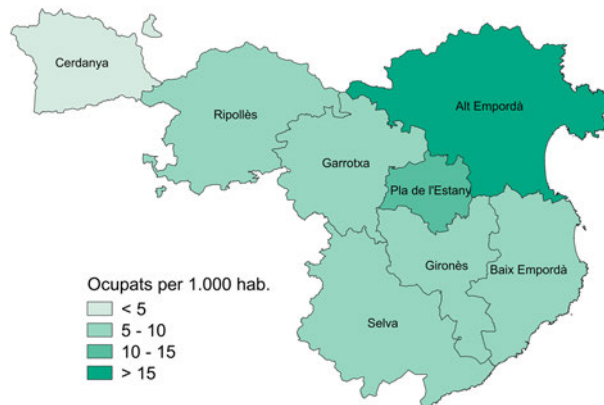 Cerdanya
Ripollès
Alt Empordà
Garrotxa
Pla de l'Estany
Gironès
Baix Empordà
Selva
Ocupats per 1.000 hab.
< 5
5 - 10
10 - 15
> 15